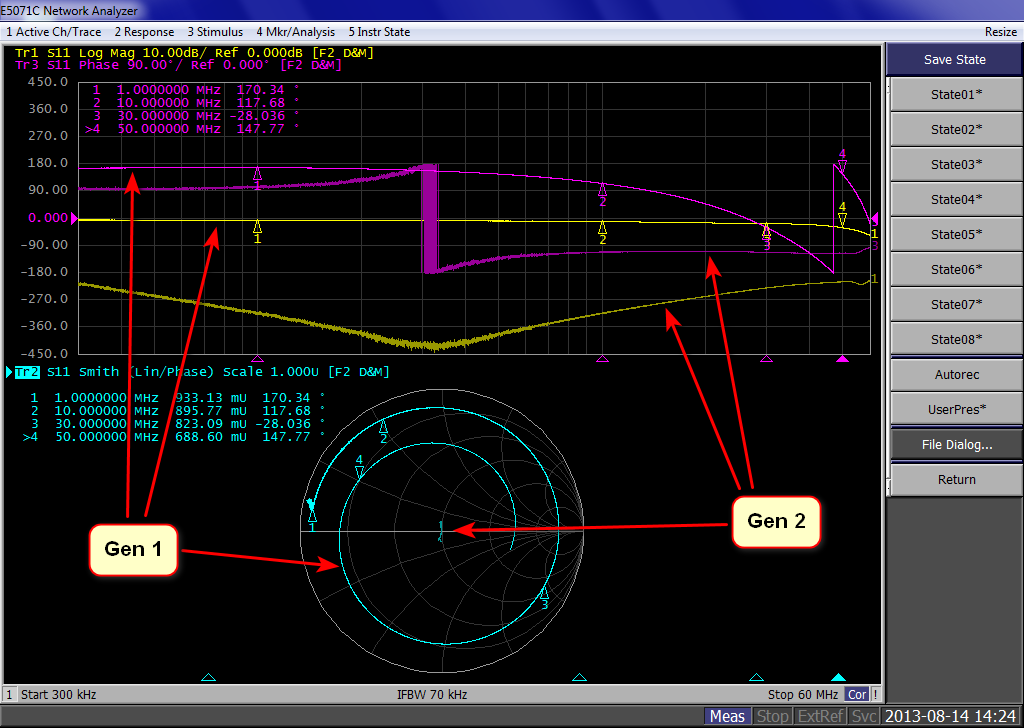 E5071C Network Analyzer
1 Active Ch/Trace 2 Response 3 Stimulus 4 Mkr/Analysis 5 Instr State Resize
Tr1 S11 Log Mag 10.00dB/ Ref 0.000dB [F2 D&M]
Tr3 S11 Phase 90.00°/ Ref 0.000° [F2 D&M]
450.0
1 1.0000000 MHz 170.34 °
2 10.000000 MHz 117.68 °
360.0
3 30.000000 MHz -28.036 °
>4 50.000000 MHz 147.77 °
270.0
180.0
90.00
0.000
-90.00
-180.0
-270.0
-360.0
-450.0
1
2
3
4
4
1
2
1
3
1
Tr2 S11 Smith (Lin/Phase) Scale 1.000U [F2 D&M]
1 1.0000000 MHz 933.13 mU 170.34 °
2 10.000000 MHz 895.77 mU 117.68 °
3 30.000000 MHz 823.09 mU -28.036 °
>4 50.000000 MHz 688.60 mU 147.77 °
2
4
1
1
3
Gen 1
Gen 2
Save State
State01*
State02*
State03*
State04*
State05*
State06*
State07*
State08*
Autorec
UserPres*
File Dialog...
Return
1 Start 300 kHz IFBW 70 kHz Stop 60 MHz Cor !
Meas Stop ExtRef Svc 2013-08-14 14:24